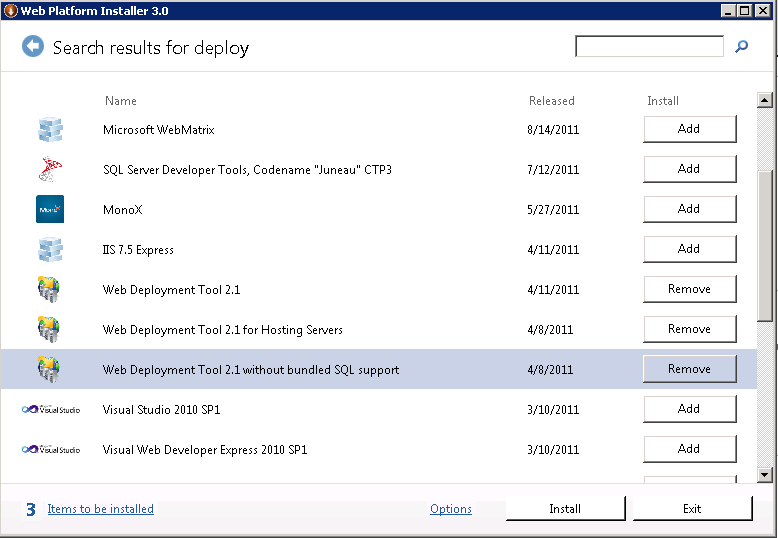 Web Platform Installer 3.0
Search results for deploy
Name Released Install
Microsoft WebMatrix 8/14/2011 Add
SQL Server Developer Tools, Codename "Juneau" CTP3 7/12/2011 Add
Mono
MonoX 5/27/2011 Add
IIS 7.5 Express 4/11/2011 Add
Web Deployment Tool 2.1 4/11/2011 Remove
Web Deployment Tool 2.1 for Hosting Servers 4/8/2011 Remove
Web Deployment Tool 2.1 without bundled SQL support 4/8/2011 Remove
Visual Studio Visual Studio 2010 SP1 3/10/2011 Add
Visual Studio Visual Web Developer Express 2010 SP1 3/10/2011 Add
3 Items to be installed Options Install Exit